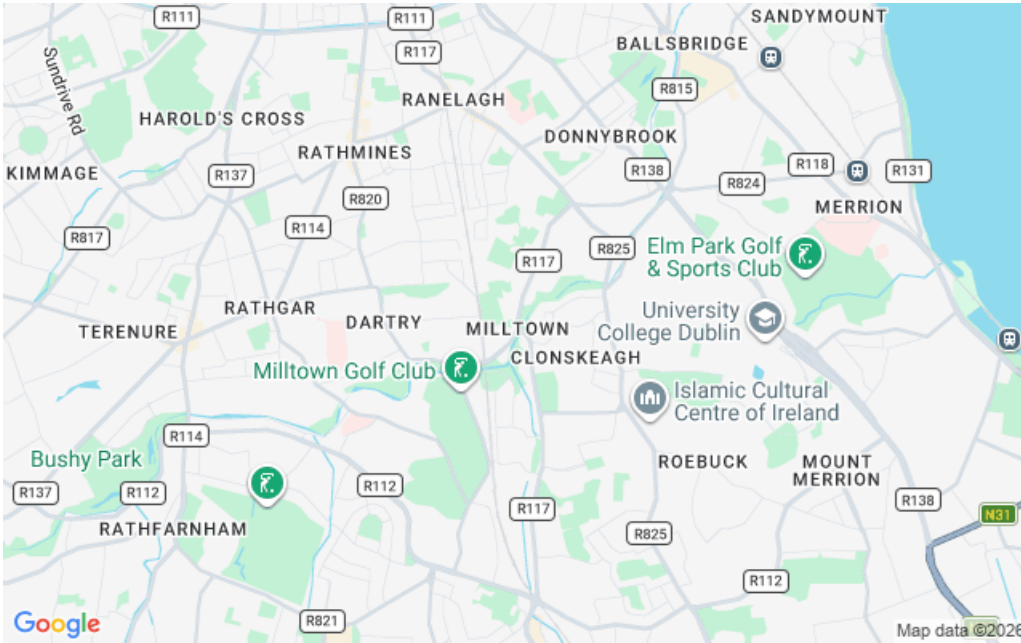 R111
R111
SANDYMOUNT
R117
BALLSBRIDGE
Sundrive Rd
R815
RANELAGH
HAROLD'S CROSS
DONNYBROOK
RATHMINES
R118
R138
R131
KIMMAGE
R137
R824
R820
MERRION
R114
R817
R825
Elm Park Golf
& Sports Club
R117
RATHGAR
University
College Dublin
DARTRY
MILLTOWN
TERENURE
CLONSKEAGH
Milltown Golf Club
Islamic Cultural
Centre of Ireland
R114
Bushy Park
ROEBUCK
MOUNT
MERRION
R137
R112
R112
R138
R117
N31
RATHFARNHAM
R825
R112
R821
Google
Map data ©2026